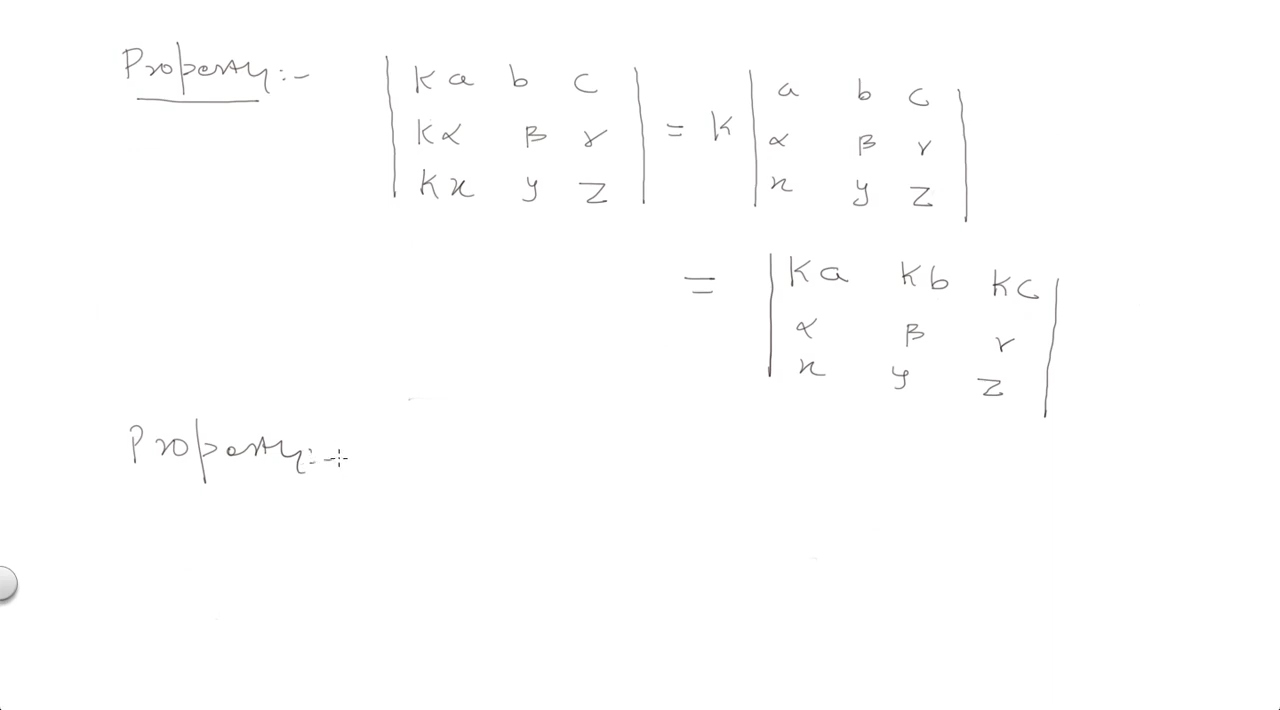 Property:- | ka b c | = k | a b c |
| kα β γ | | α β γ |
| kx y z | | x y z |
= | ka kb kc |
| α β γ |
| x y z |
Property:-